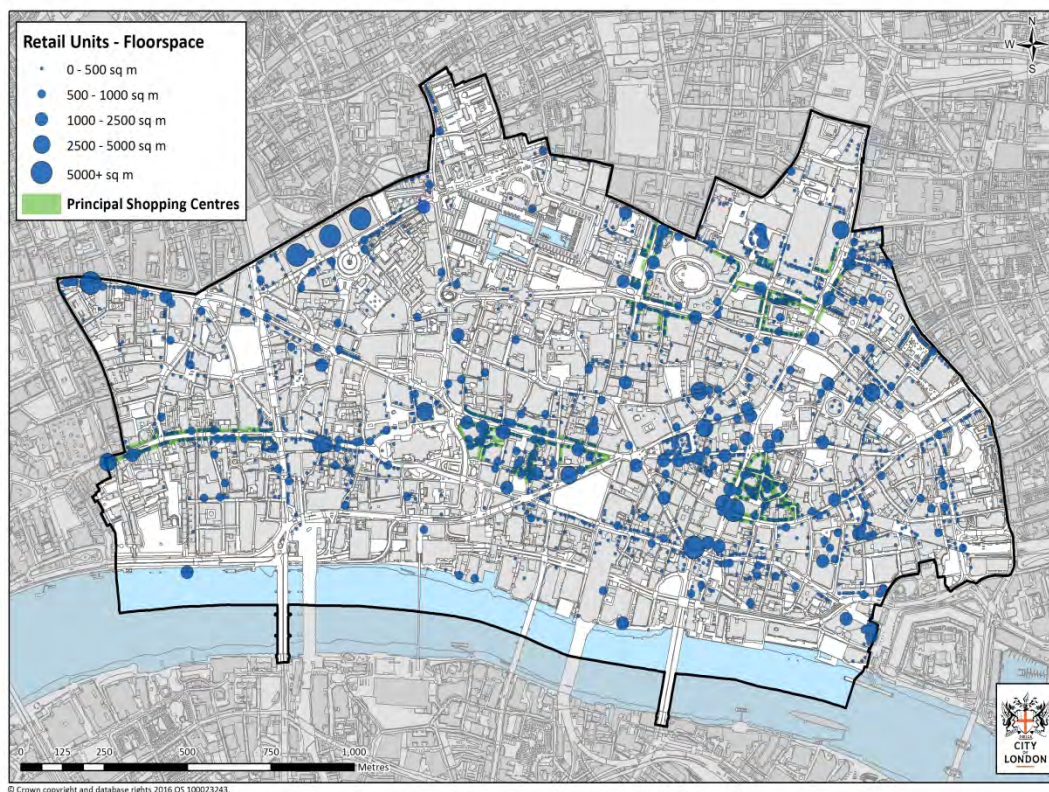 Retail Units - Floorspace
0 - 500 sq m
500 - 1000 sq m
1000 - 2500 sq m
2500 - 5000 sq m
5000+ sq m
Principal Shopping Centres
N
W
E
S
0 125 250 500 750 1,000
Metres
CITY
OF
LONDON
© Crown copyright and database rights 2016 OS 100023243.